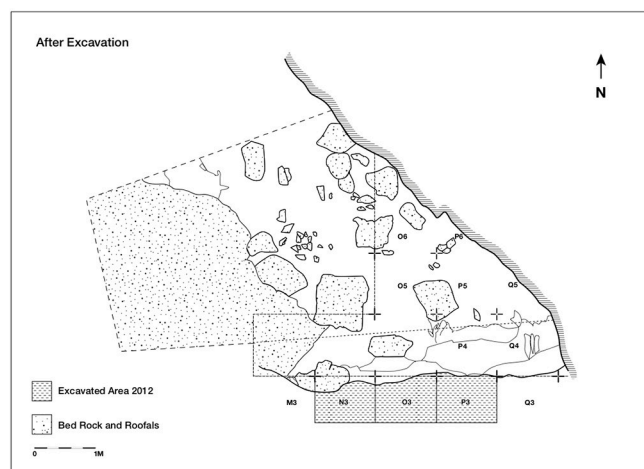 After Excavation
N
O6
P6
O5
P5
Q5
P4
Q4
M3
N3
O3
P3
Q3
Excavated Area 2012
Bed Rock and Roofals
0 1M